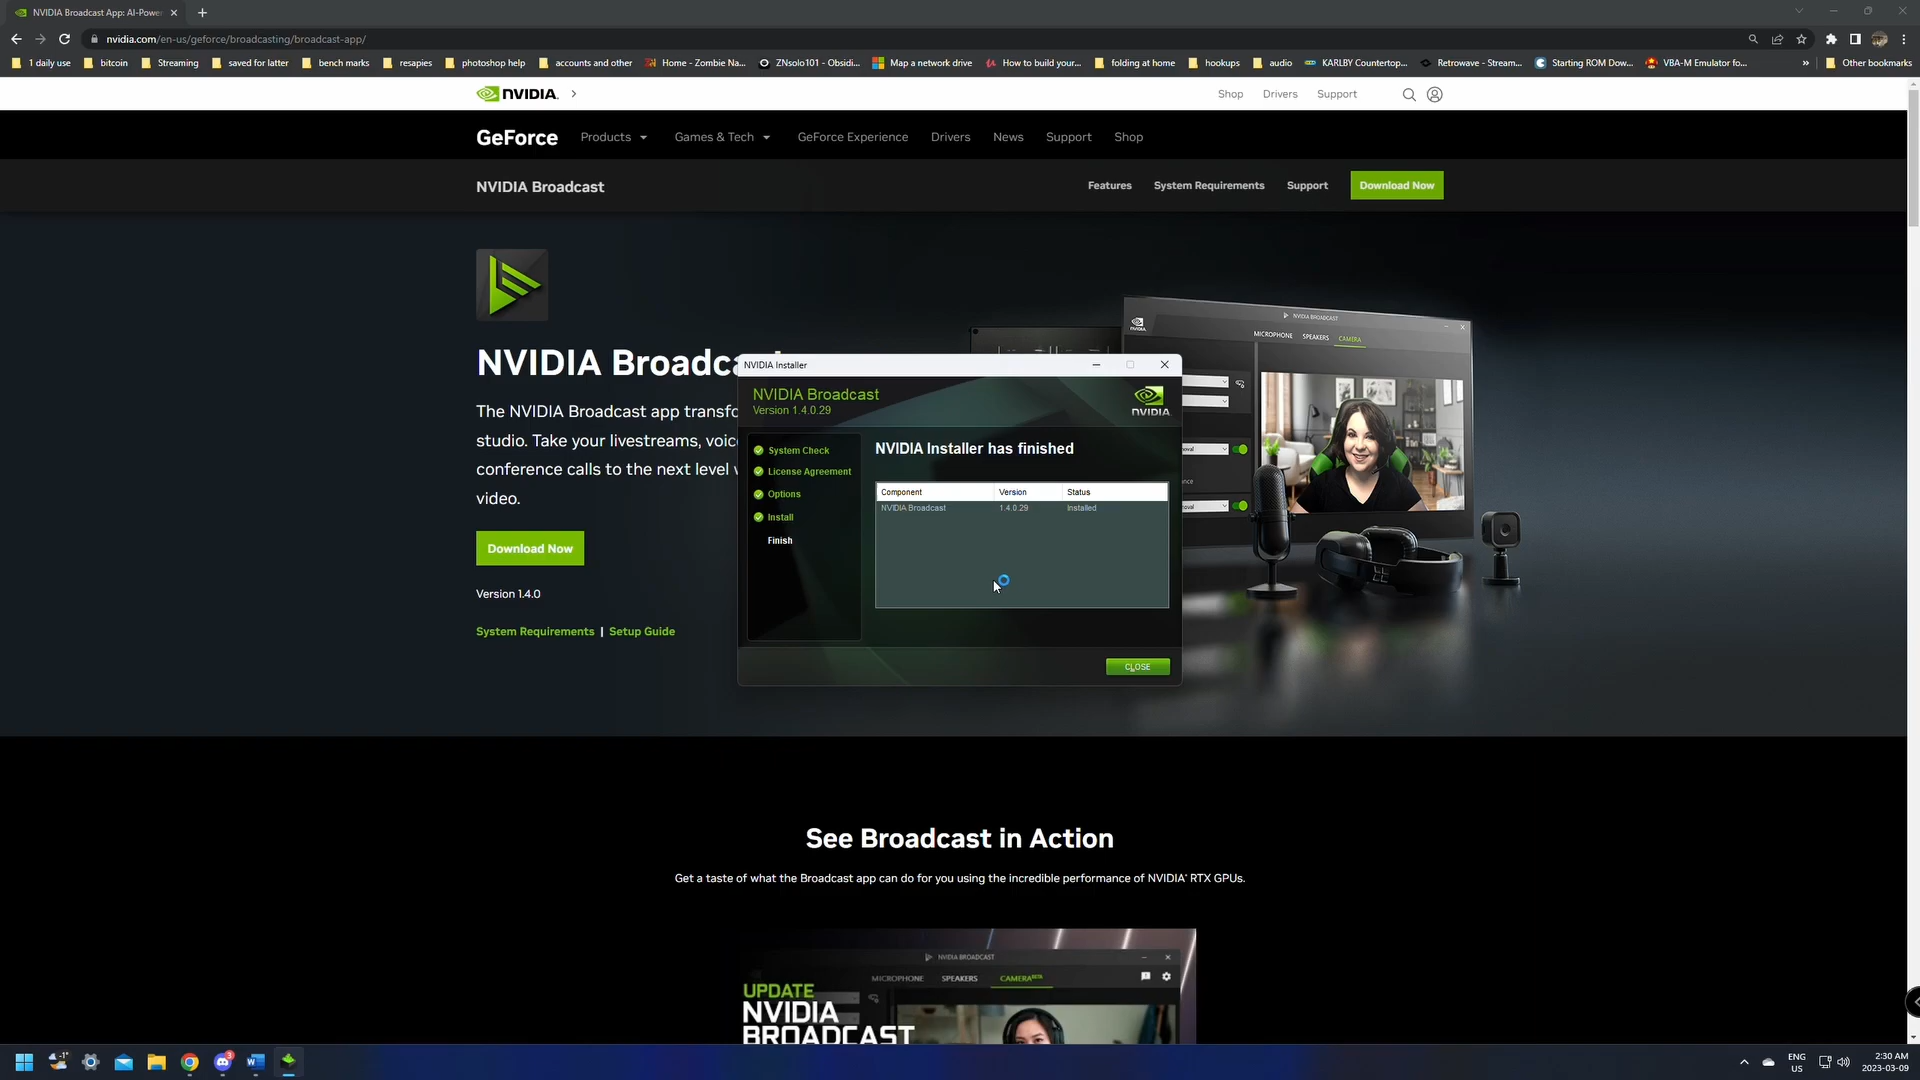 NVIDIA Broadcast App: AI-Power
nvidia.com/en-us/geforce/broadcasting/broadcast-app/
1 daily use
bitcoin
Streaming
saved for latter
bench marks
resapies
photoshop help
accounts and other
Home - Zombie Na...
ZNsolo101 - Obsidi...
Map a network drive
How to build your...
folding at home
hookups
audio
KARLBY Countertop...
Retrowave - Stream...
Starting ROM Dow...
VBA-M Emulator fo...
»
Other bookmarks
NVIDIA.
Shop
Drivers
Support
GeForce
Products
Games & Tech
GeForce Experience
Drivers
News
Support
Shop
NVIDIA Broadcast
Features
System Requirements
Support
Download Now
NVIDIA Broadca
The NVIDIA Broadcast app transfo
studio. Take your livestreams, voic
conference calls to the next level
video.
Download Now
Version 1.4.0
System Requirements | Setup Guide
NVIDIA BROADCAST
MICROPHONE
SPEAKERS
CAMERA
NVIDIA Installer
NVIDIA Broadcast
Version 1.4.0.29
NVIDIA.
System Check
License Agreement
Options
Install
Finish
NVIDIA Installer has finished
Component Version Status
NVIDIA Broadcast 1.4.0.29 Installed
CLOSE
See Broadcast in Action
Get a taste of what the Broadcast app can do for you using the incredible performance of NVIDIA® RTX GPUs.
NVIDIA BROADCAST
MICROPHONE
SPEAKERS
CAMERA BETA
UPDATE
NVIDIA
BROADCAST
-1°
3
ENG
US
2:30 AM
2023-03-09